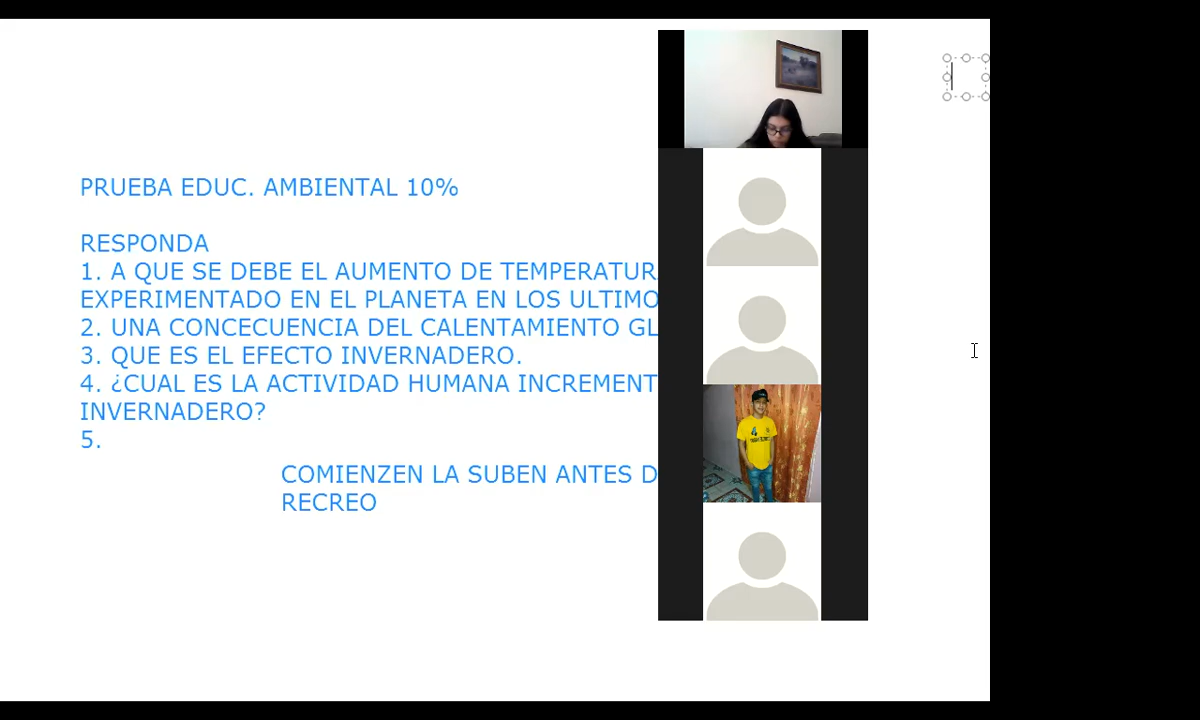 PRUEBA EDUC. AMBIENTAL 10%
RESPONDA
1. A QUE SE DEBE EL AUMENTO DE TEMPERATUR
EXPERIMENTADO EN EL PLANETA EN LOS ULTIMO
2. UNA CONCECUENCIA DEL CALENTAMIENTO GL
3. QUE ES EL EFECTO INVERNADERO.
4. ¿CUAL ES LA ACTIVIDAD HUMANA INCREMENT
INVERNADERO?
5.
COMIENZEN LA SUBEN ANTES D
RECREO